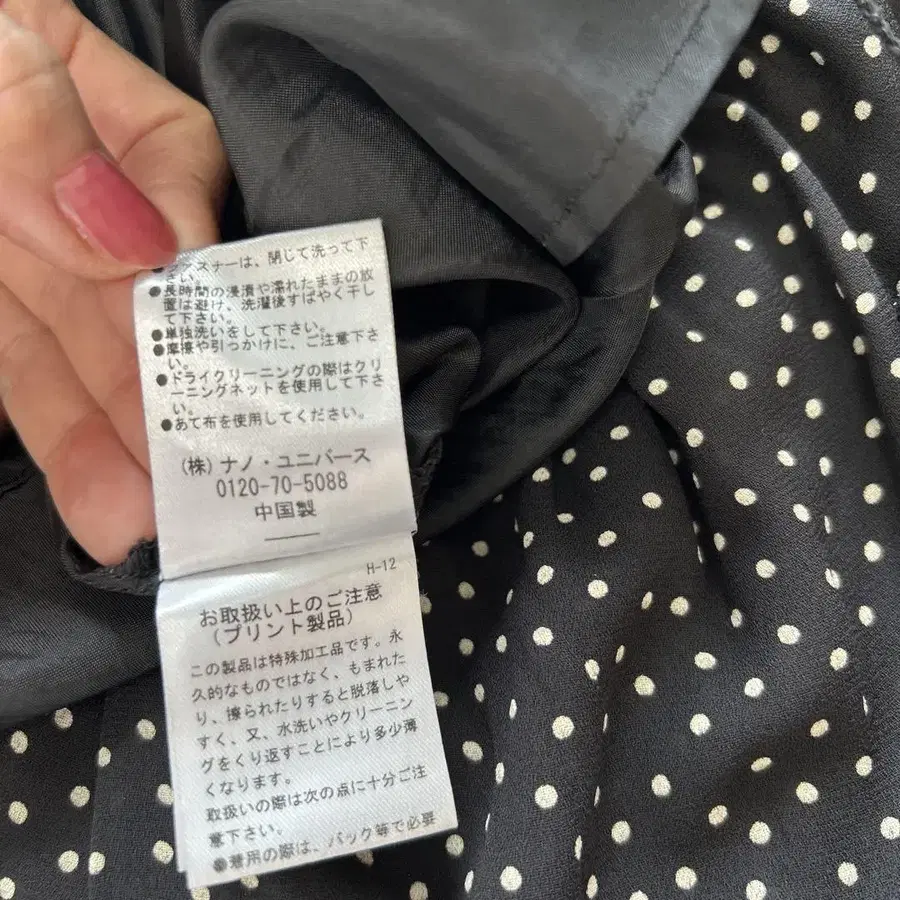 スナーは、閉じて洗って下
さい。
●長時間の浸漬や濡れたままの放
置は避け、洗濯後すばやく干し
て下さい。
●単独洗いをして下さい。
●摩擦や引っかけに、ご注意下さ
い。
●ドライクリーニングの際はクリ
ーニングネットを使用して下さ
い。
●あて布を使用してください。
(株)ナノ・ユニバース
0120-70-5088
中国製
H-12
お取扱い上のご注意
(プリント製品)
この製品は特殊加工品です。永
久的なものではなく、もまれた
り、擦られたりすると脱落しや
すく、又、水洗いやクリーニン
グをくり返すことにより多少薄
くなります。
取扱いの際は次の点に十分ご注
意下さい。
●着用の際は、バック等で必要